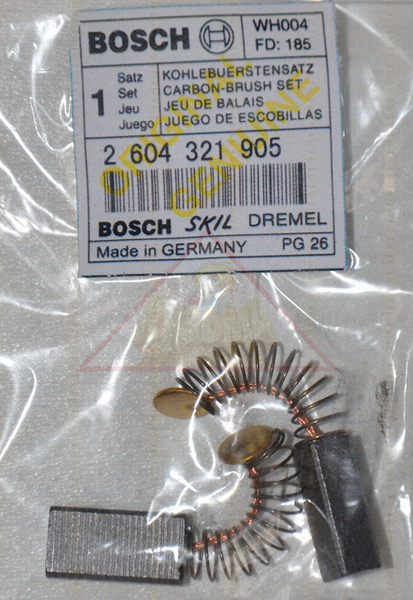 BOSCH WH004
FD: 185
1 Satz KOHLEBUERSTENSATZ
Set CARBON-BRUSH SET
Jeu JEU DE BALAIS
Juego JUEGO DE ESCOBILLAS
2 604 321 905
ORIGINAL
GENUINE
BOSCH SKIL DREMEL
Made in GERMANY PG 26